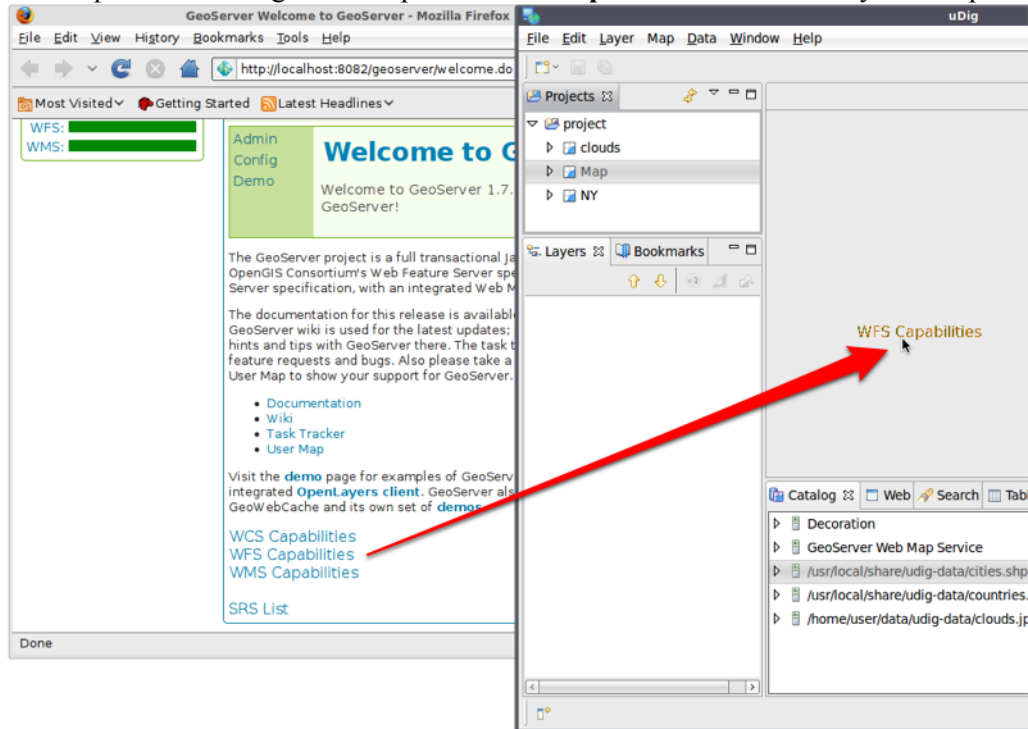 GeoServer Welcome to GeoServer - Mozilla Firefox
File Edit View History Bookmarks Tools Help
http://localhost:8082/geoserver/welcome.do
Most Visited Getting Started Latest Headlines
WFS:
WMS:
Admin
Config
Demo
Welcome to G
Welcome to GeoServer 1.7.
GeoServer!
The GeoServer project is a full transactional Ja
OpenGIS Consortium's Web Feature Server spe
Server specification, with an integrated Web M
The documentation for this release is availabl
GeoServer wiki is used for the latest updates;
hints and tips with GeoServer there. The task t
feature requests and bugs. Also please take a
User Map to show your support for GeoServer.
• Documentation
• Wiki
• Task Tracker
• User Map
Visit the demo page for examples of GeoServ
integrated OpenLayers client. GeoServer als
GeoWebCache and its own set of demos
WCS Capabilities
WFS Capabilities
WMS Capabilities
SRS List
Done
uDig
File Edit Layer Map Data Window Help
Projects
project
clouds
Map
NY
Layers Bookmarks
WFS Capabilities
Catalog Web Search Tabl
Decoration
GeoServer Web Map Service
/usr/local/share/udig-data/cities.shp
/usr/local/share/udig-data/countries.
/home/user/data/udig-data/clouds.jp